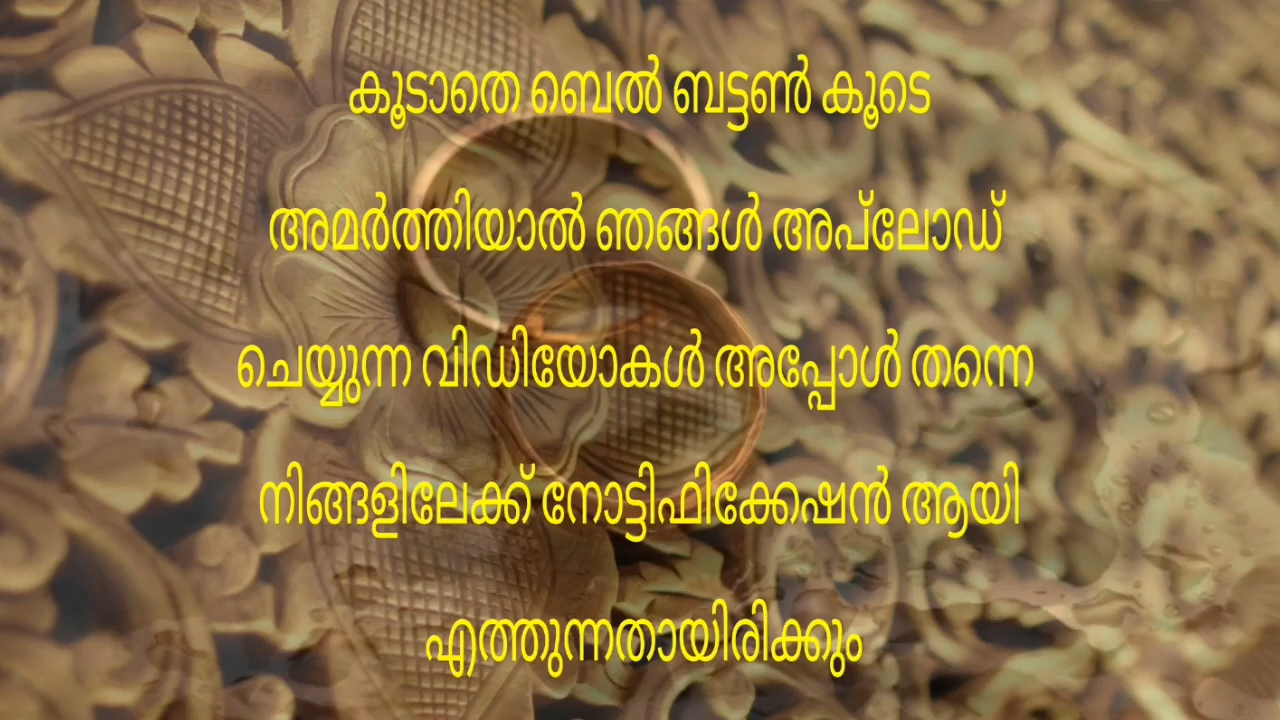 കൂടാതെ ബെൽ ബട്ടൺ കൂടെ
അമർത്തിയാൽ ഞങ്ങൾ അപ്‌ലോഡ്
ചെയ്യുന്ന വിഡിയോകൾ അപ്പോൾ തന്നെ
നിങ്ങളിലേക്ക് നോട്ടിഫിക്കേഷൻ ആയി
എത്തുന്നതായിരിക്കും